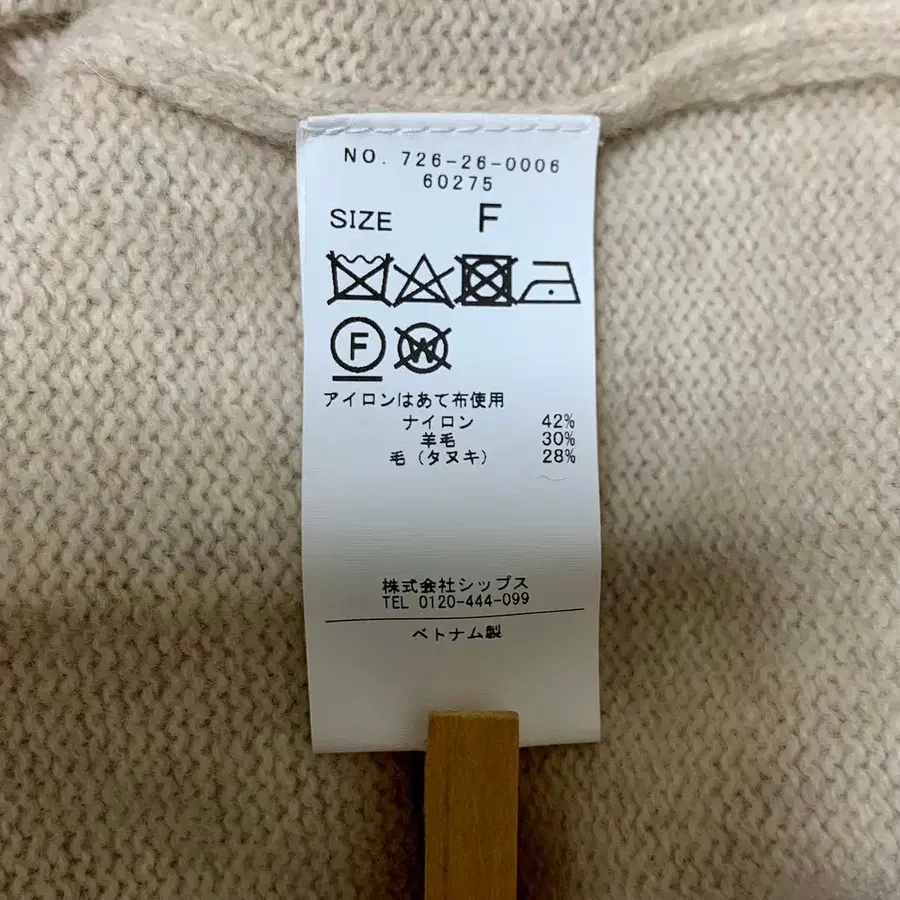 NO. 726-26-0006
60275
SIZE F
F W
アイロンはあて布使用
ナイロン 42%
羊毛 30%
毛(タヌキ) 28%
株式会社シップス
TEL 0120-444-099
ベトナム製